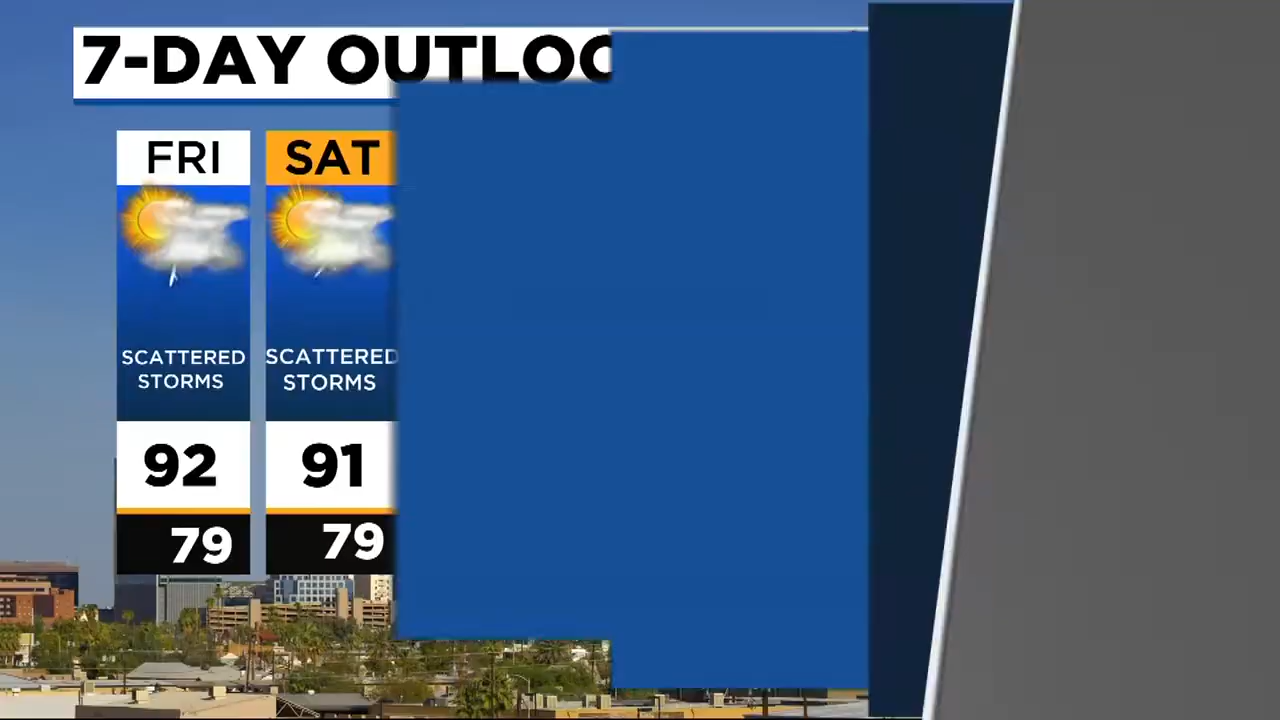 7-DAY OUTLOO
FRI
SCATTERED
STORMS
92
79
SAT
SCATTERED
STORMS
91
79